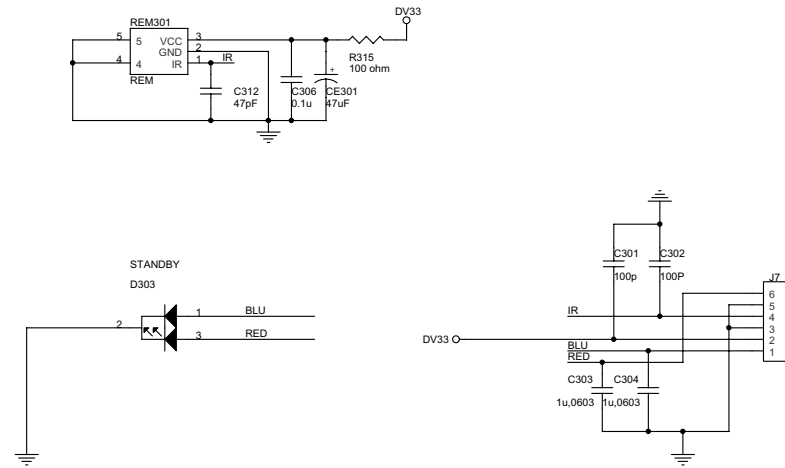 DV33
REM301
5 5 VCC 3
GND 2
4 4 IR 1 IR
REM
R315
100 ohm
C312
47pF
C306
0.1u
+
CE301
47uF
STANDBY
D303
1 BLU
2
3 RED
C301
100p
C302
100P
J7
6
5
IR 4
3
DV33 2
BLU 1
RED
C303
1u,0603
C304
1u,0603